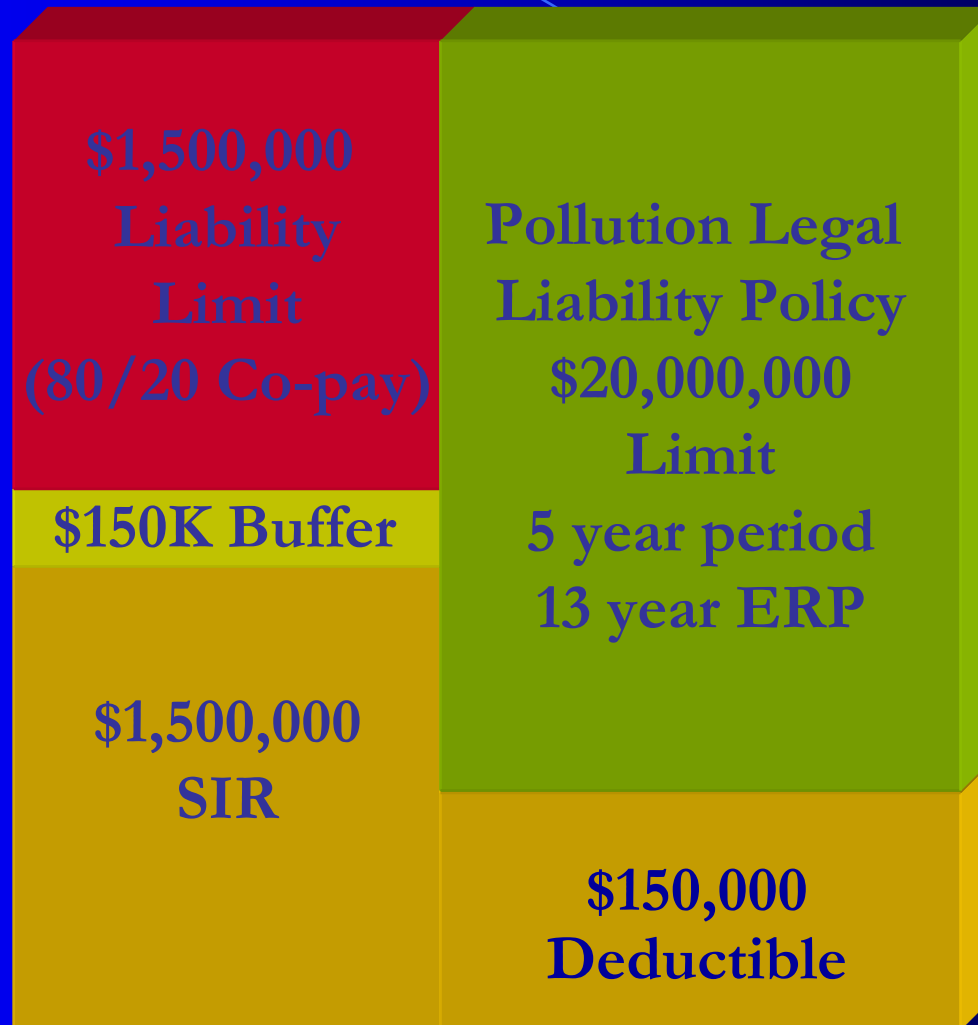 $1,500,000
Liability
Limit
(80/20 Co-pay)
$150K Buffer
$1,500,000
SIR
Pollution Legal
Liability Policy
$20,000,000
Limit
5 year period
13 year ERP
$150,000
Deductible